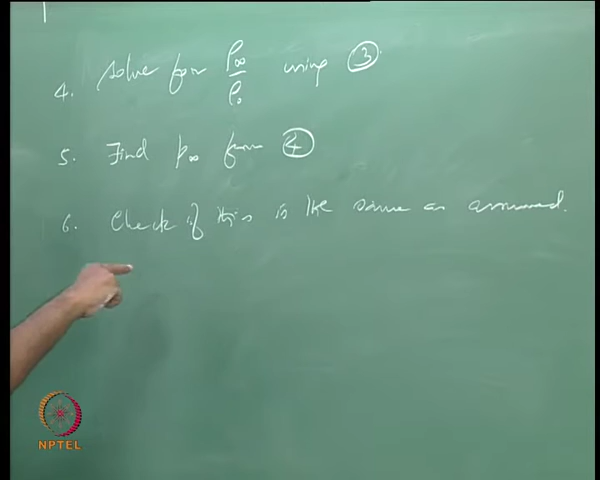 4. Solve for ρ∞/ρ₀ using ③.
5. Find p∞ from ④
6. Check if this is the same as assumed.
NPTEL